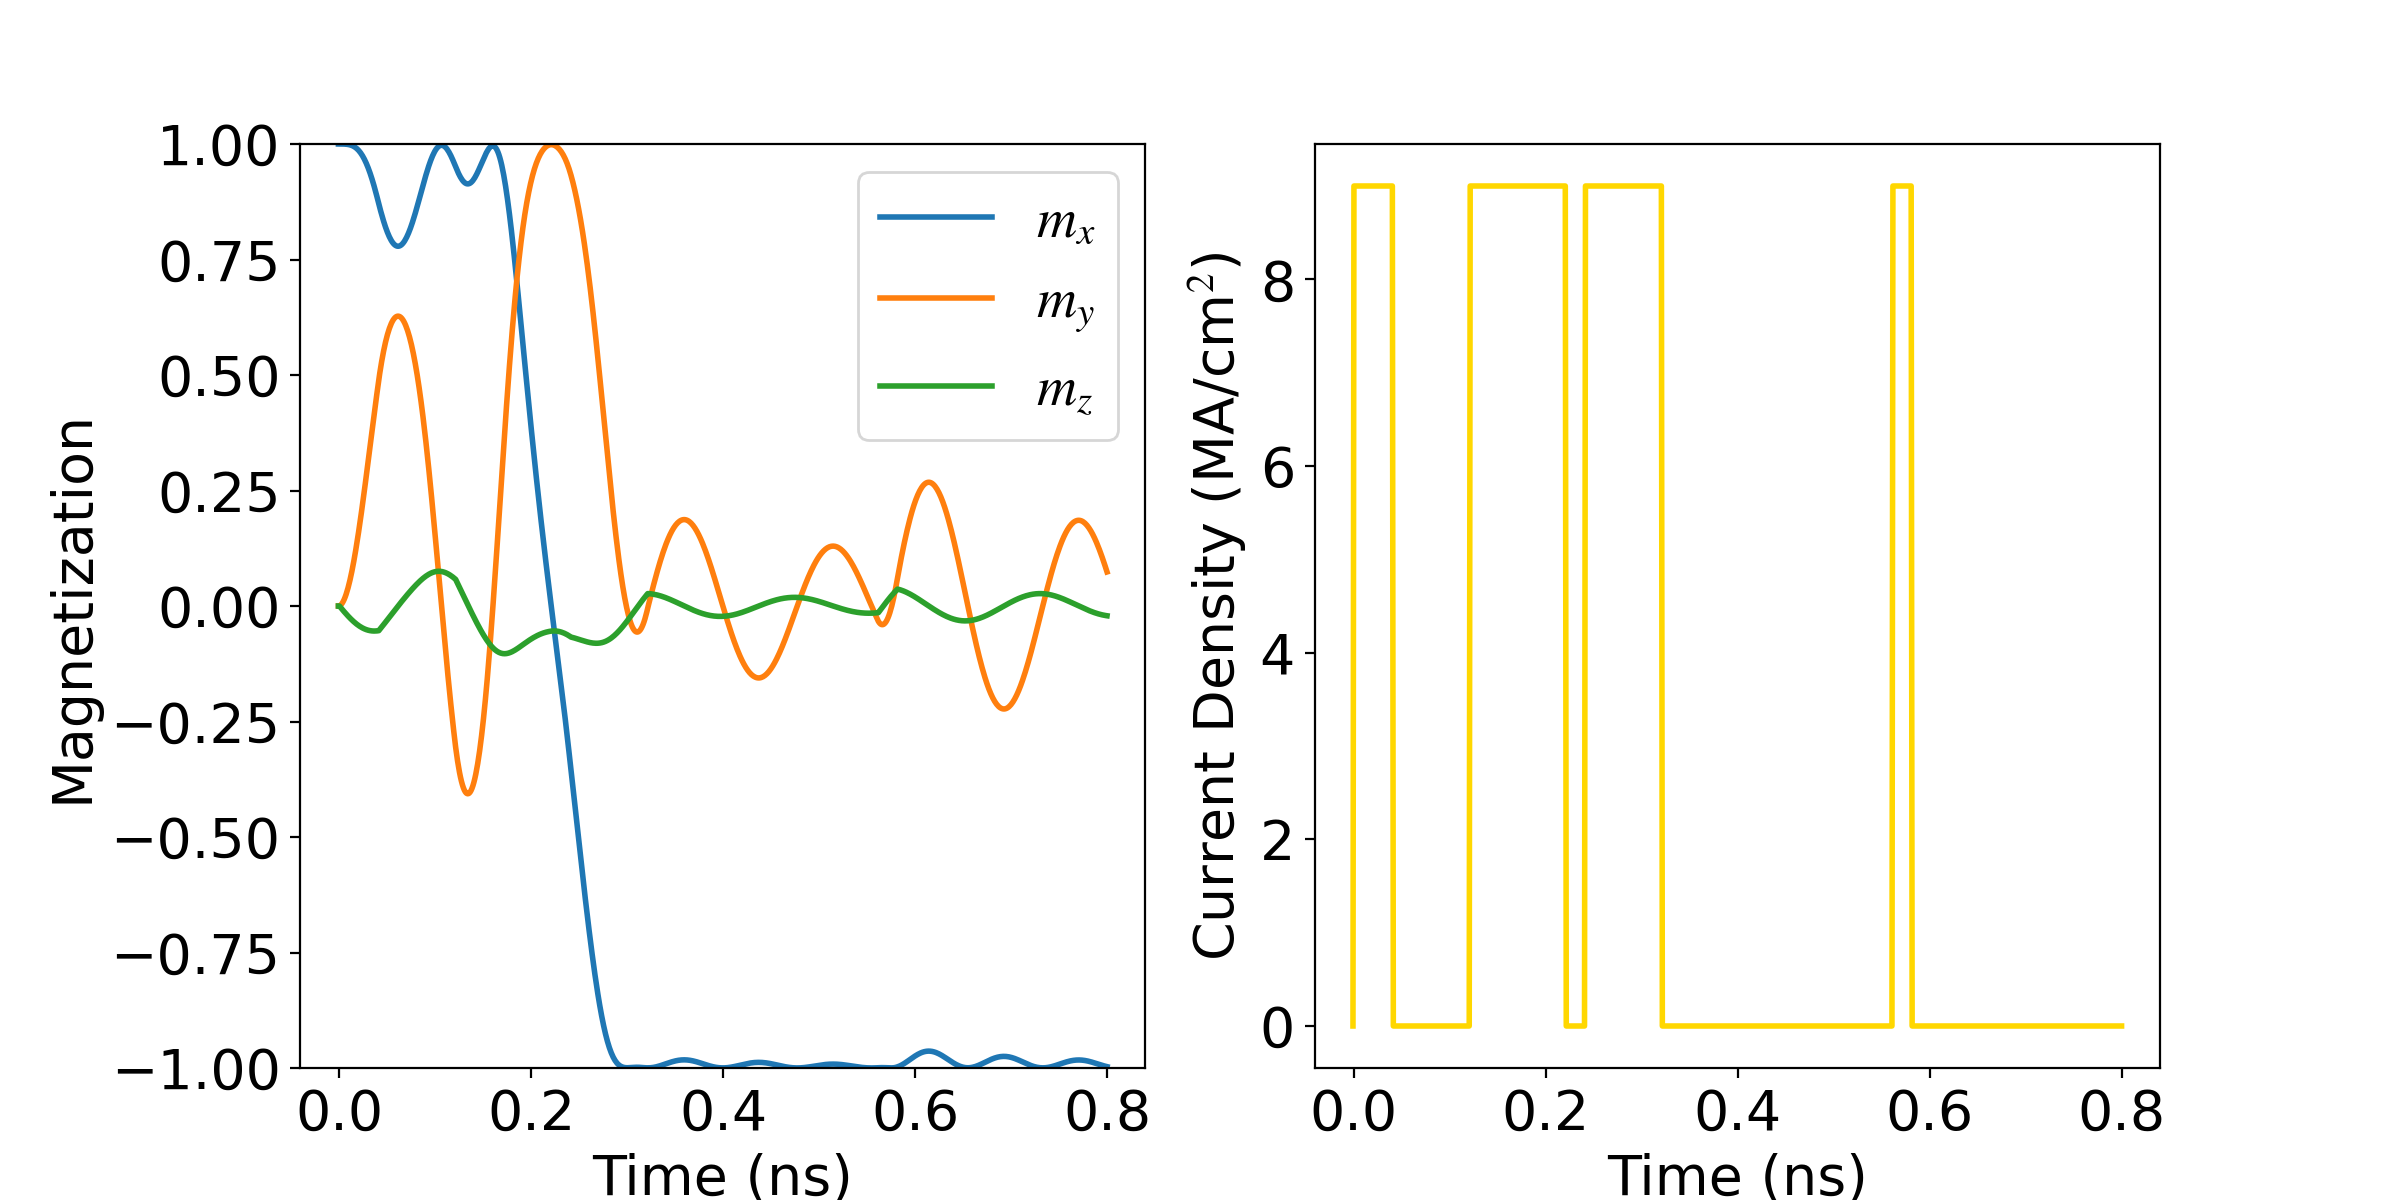 1.00
0.75
0.50
0.25
0.00
−0.25
−0.50
−0.75
−1.00
Magnetization
0.0 0.2 0.4 0.6 0.8
Time (ns)
m_x
m_y
m_z
8
6
4
2
0
Current Density (MA/cm²)
0.0 0.2 0.4 0.6 0.8
Time (ns)